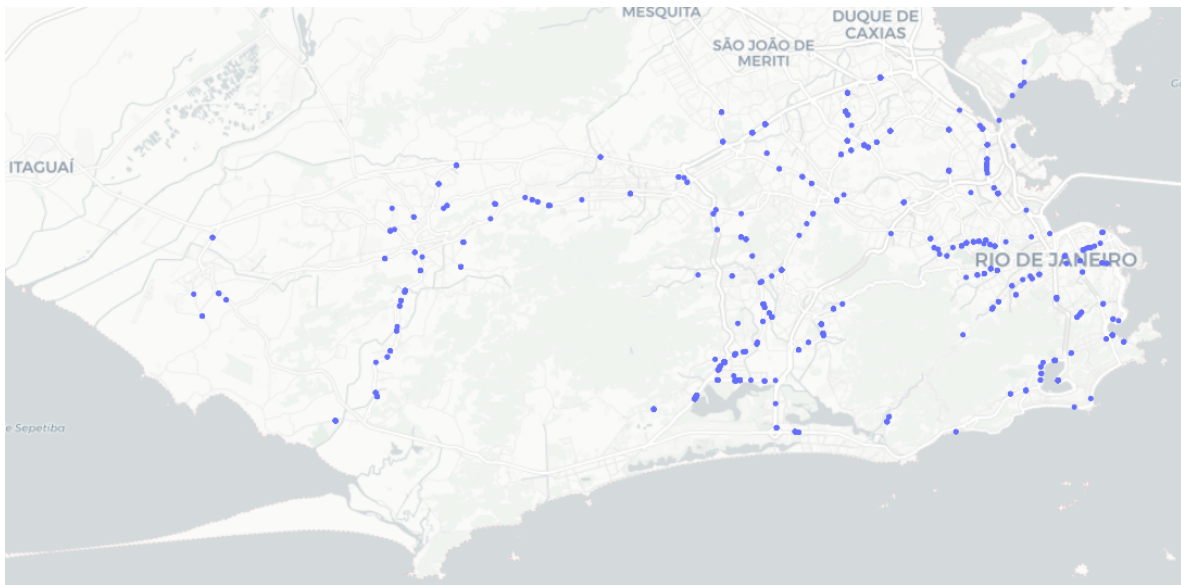 MESQUITA
DUQUE DE
CAXIAS
SÃO JOÃO DE
MERITI
ITAGUAÍ
RIO DE JANEIRO
e Sepetiba